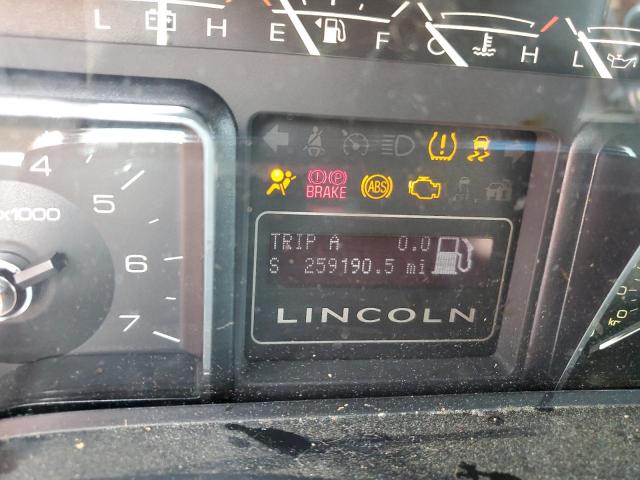 L H E F C H L
4
5
x1000
6
7
BRAKE
ABS
TRIP A 0.0
S 259190.5 mi
LINCOLN